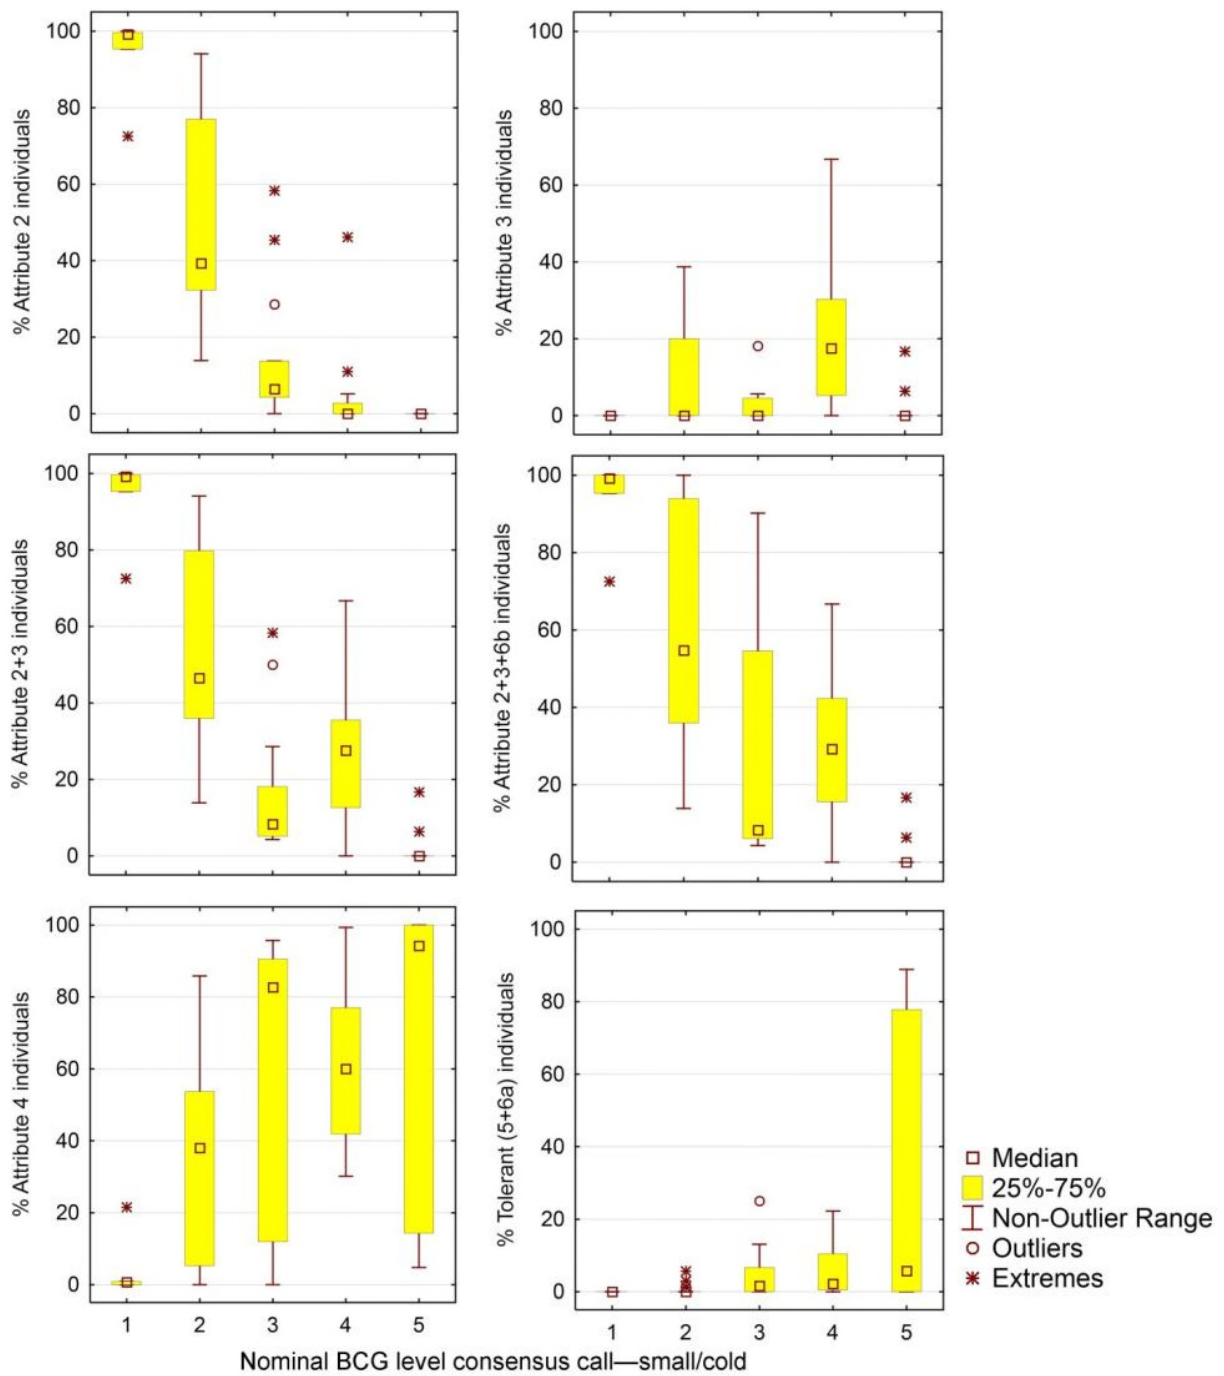 % Attribute 2 individuals
100
80
60
40
20
0
% Attribute 3 individuals
100
80
60
40
20
0
% Attribute 2+3 individuals
100
80
60
40
20
0
% Attribute 2+3+6b individuals
100
80
60
40
20
0
% Attribute 4 individuals
100
80
60
40
20
0
1 2 3 4 5
% Tolerant (5+6a) individuals
100
80
60
40
20
0
1 2 3 4 5
Nominal BCG level consensus call—small/cold
Median
25%-75%
Non-Outlier Range
Outliers
Extremes